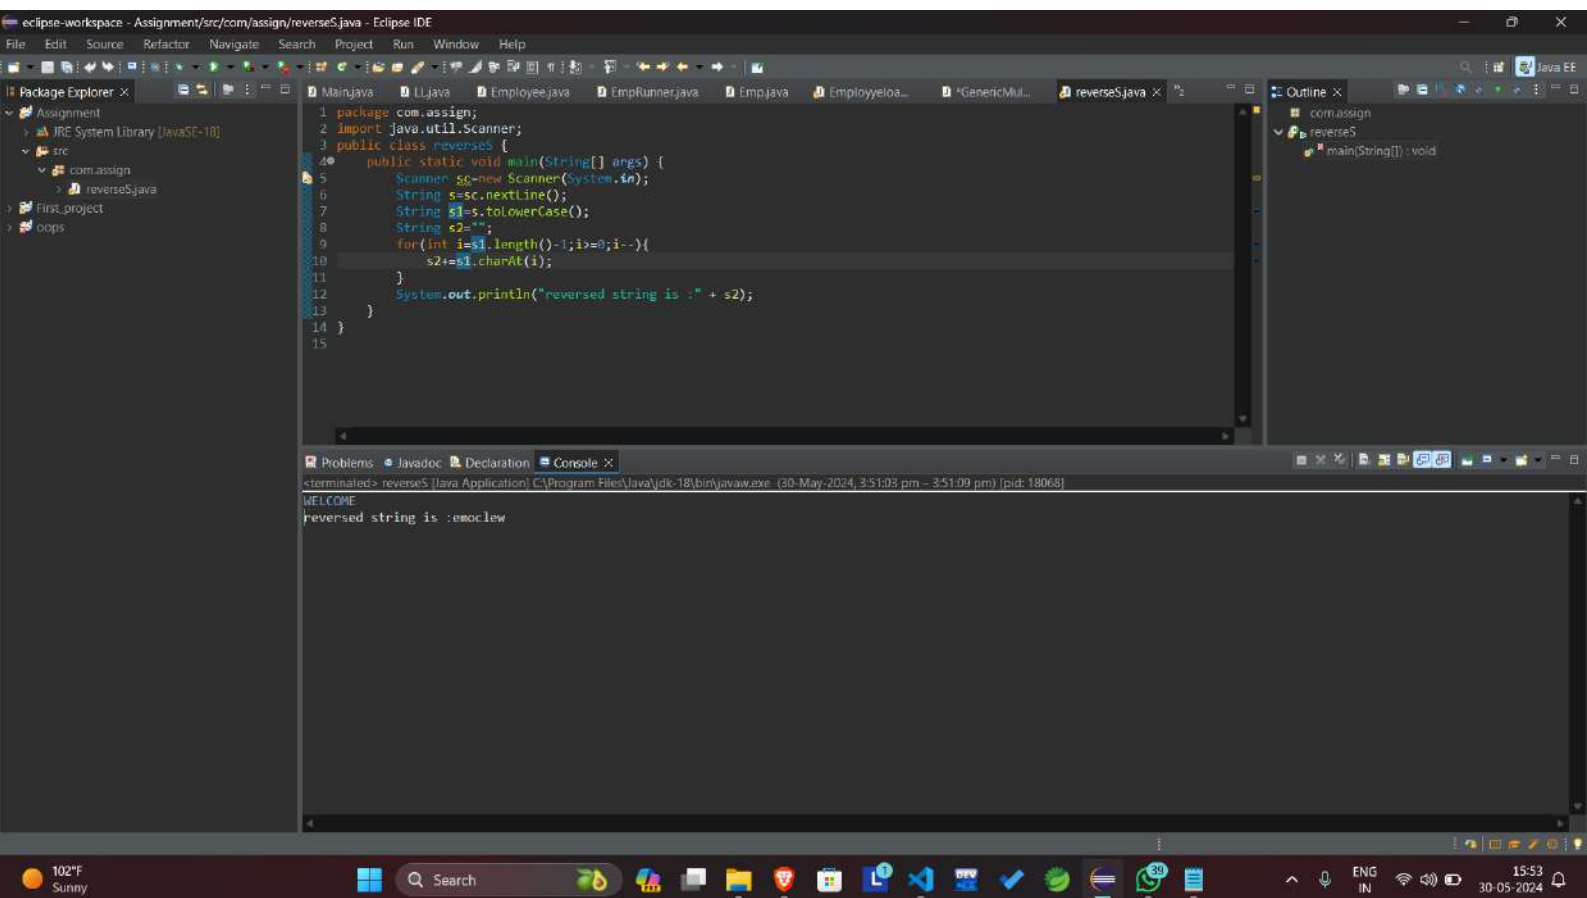 eclipse-workspace - Assignment/src/com/assign/reverseS.java - Eclipse IDE
File Edit Source Refactor Navigate Search Project Run Window Help
Java EE
Package Explorer
Assignment
JRE System Library [JavaSE-18]
src
com.assign
reverseS.java
First_project
oops
Main.java LL.java Employee.java EmpRunner.java Emp.java Employyeloa... *GenericMul... reverseS.java 2
1 package com.assign;
2 import java.util.Scanner;
3 public class reverseS {
4 public static void main(String[] args) {
5 Scanner sc=new Scanner(System.in);
6 String s=sc.nextLine();
7 String s1=s.toLowerCase();
8 String s2="";
9 for(int i=s1.length()-1;i>=0;i--){
10 s2+=s1.charAt(i);
11 }
12 System.out.println("reversed string is :" + s2);
13 }
14 }
15
Outline
com.assign
reverseS
main(String[]) : void
Problems Javadoc Declaration Console
<terminated> reverseS [Java Application] C:\Program Files\Java\jdk-18\bin\javaw.exe (30-May-2024, 3:51:03 pm – 3:51:09 pm) [pid: 18068]
WELCOME
reversed string is :emoclew
102°F
Sunny
Search
L 1
DEV
39
ENG
IN
15:53
30-05-2024